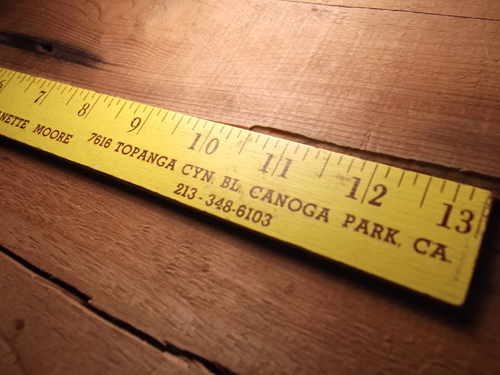 6 7 8 9 10 11 12 13
NETTE MOORE 7616 TOPANGA CYN. BL. CANOGA PARK, CA.
213-348-6103